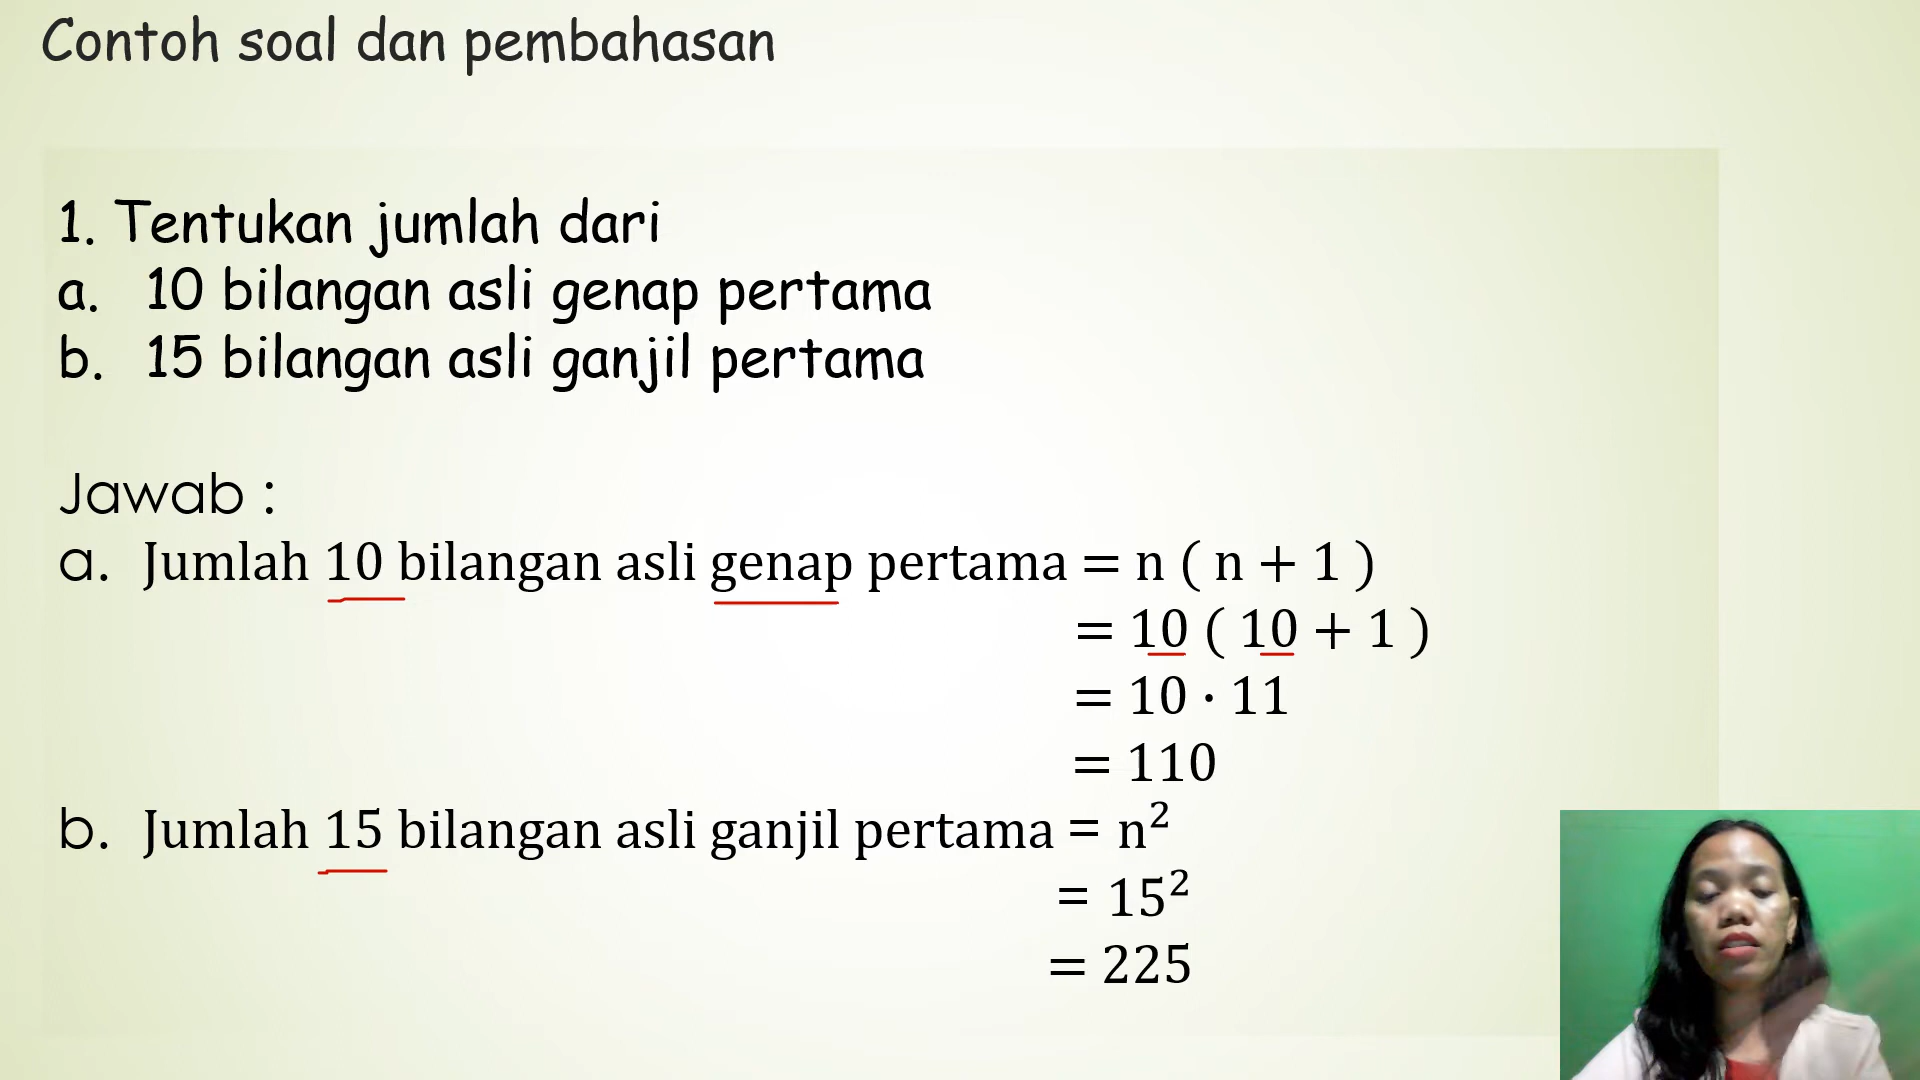 Contoh soal dan pembahasan
1. Tentukan jumlah dari
a. 10 bilangan asli genap pertama
b. 15 bilangan asli ganjil pertama
Jawab :
a. Jumlah 10 bilangan asli genap pertama = n ( n + 1 )
= 10 ( 10 + 1 )
= 10 · 11
= 110
b. Jumlah 15 bilangan asli ganjil pertama = n²
= 15²
= 225